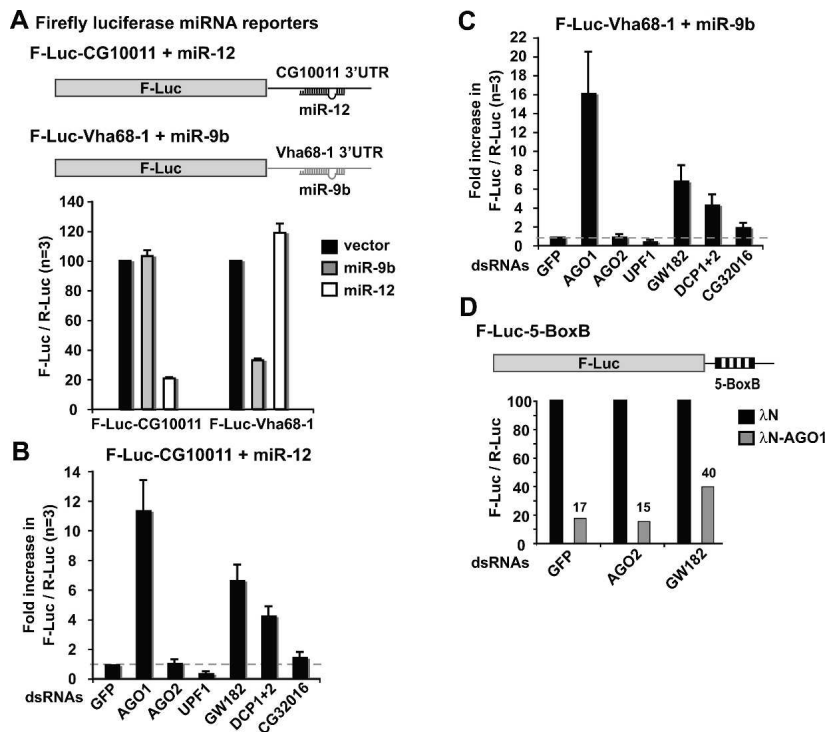 A Firefly luciferase miRNA reporters
F-Luc-CG10011 + miR-12
CG10011 3’UTR
F-Luc
miR-12
F-Luc-Vha68-1 + miR-9b
Vha68-1 3’UTR
F-Luc
miR-9b
F-Luc / R-Luc (n=3)
140
120
100
80
60
40
20
0
vector
miR-9b
miR-12
F-Luc-CG10011 F-Luc-Vha68-1
B F-Luc-CG10011 + miR-12
Fold increase in
F-Luc / R-Luc (n=3)
14
12
10
8
6
4
2
0
dsRNAs
GFP
AGO1
AGO2
UPF1
GW182
DCP1+2
CG32016
C F-Luc-Vha68-1 + miR-9b
Fold increase in
F-Luc / R-Luc (n=3)
22
20
18
16
14
12
10
8
6
4
2
0
dsRNAs
GFP
AGO1
AGO2
UPF1
GW182
DCP1+2
CG32016
D F-Luc-5-BoxB
F-Luc
5-BoxB
F-Luc / R-Luc
100
80
60
40
20
0
17
15
40
λN
λN-AGO1
dsRNAs
GFP
AGO2
GW182